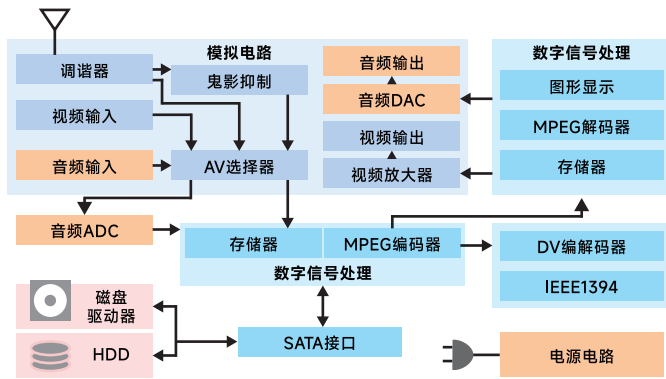 模拟电路
调谐器
鬼影抑制
视频输入
音频输入
AV选择器
音频输出
音频DAC
视频输出
视频放大器
数字信号处理
图形显示
MPEG解码器
存储器
音频ADC
存储器
MPEG编码器
数字信号处理
DV编解码器
IEEE1394
磁盘
驱动器
HDD
SATA接口
电源电路